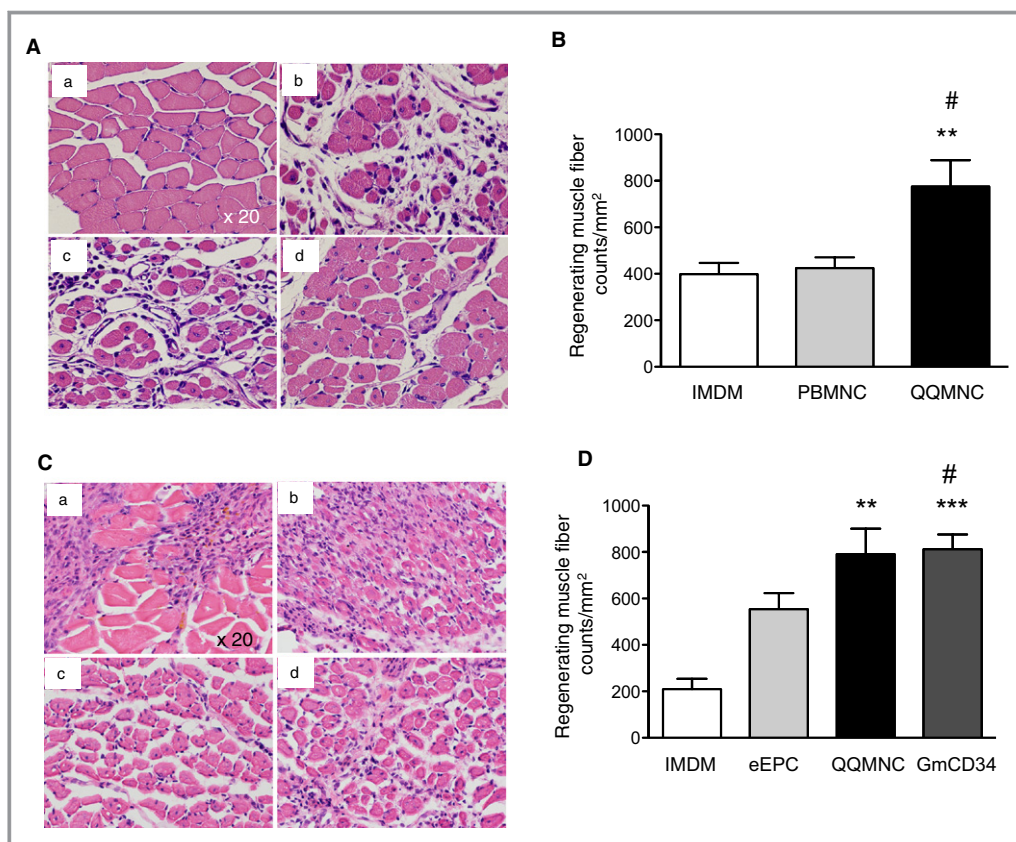 A
a
b
x 20
c
d
B
#
**
1000
800
600
400
200
0
Regenerating muscle fiber
counts/mm²
IMDM PBMNC QQMNC
C
a
b
x 20
c
d
D
#
** ***
1000
800
600
400
200
0
Regenerating muscle fiber
counts/mm²
IMDM eEPC QQMNC GmCD34